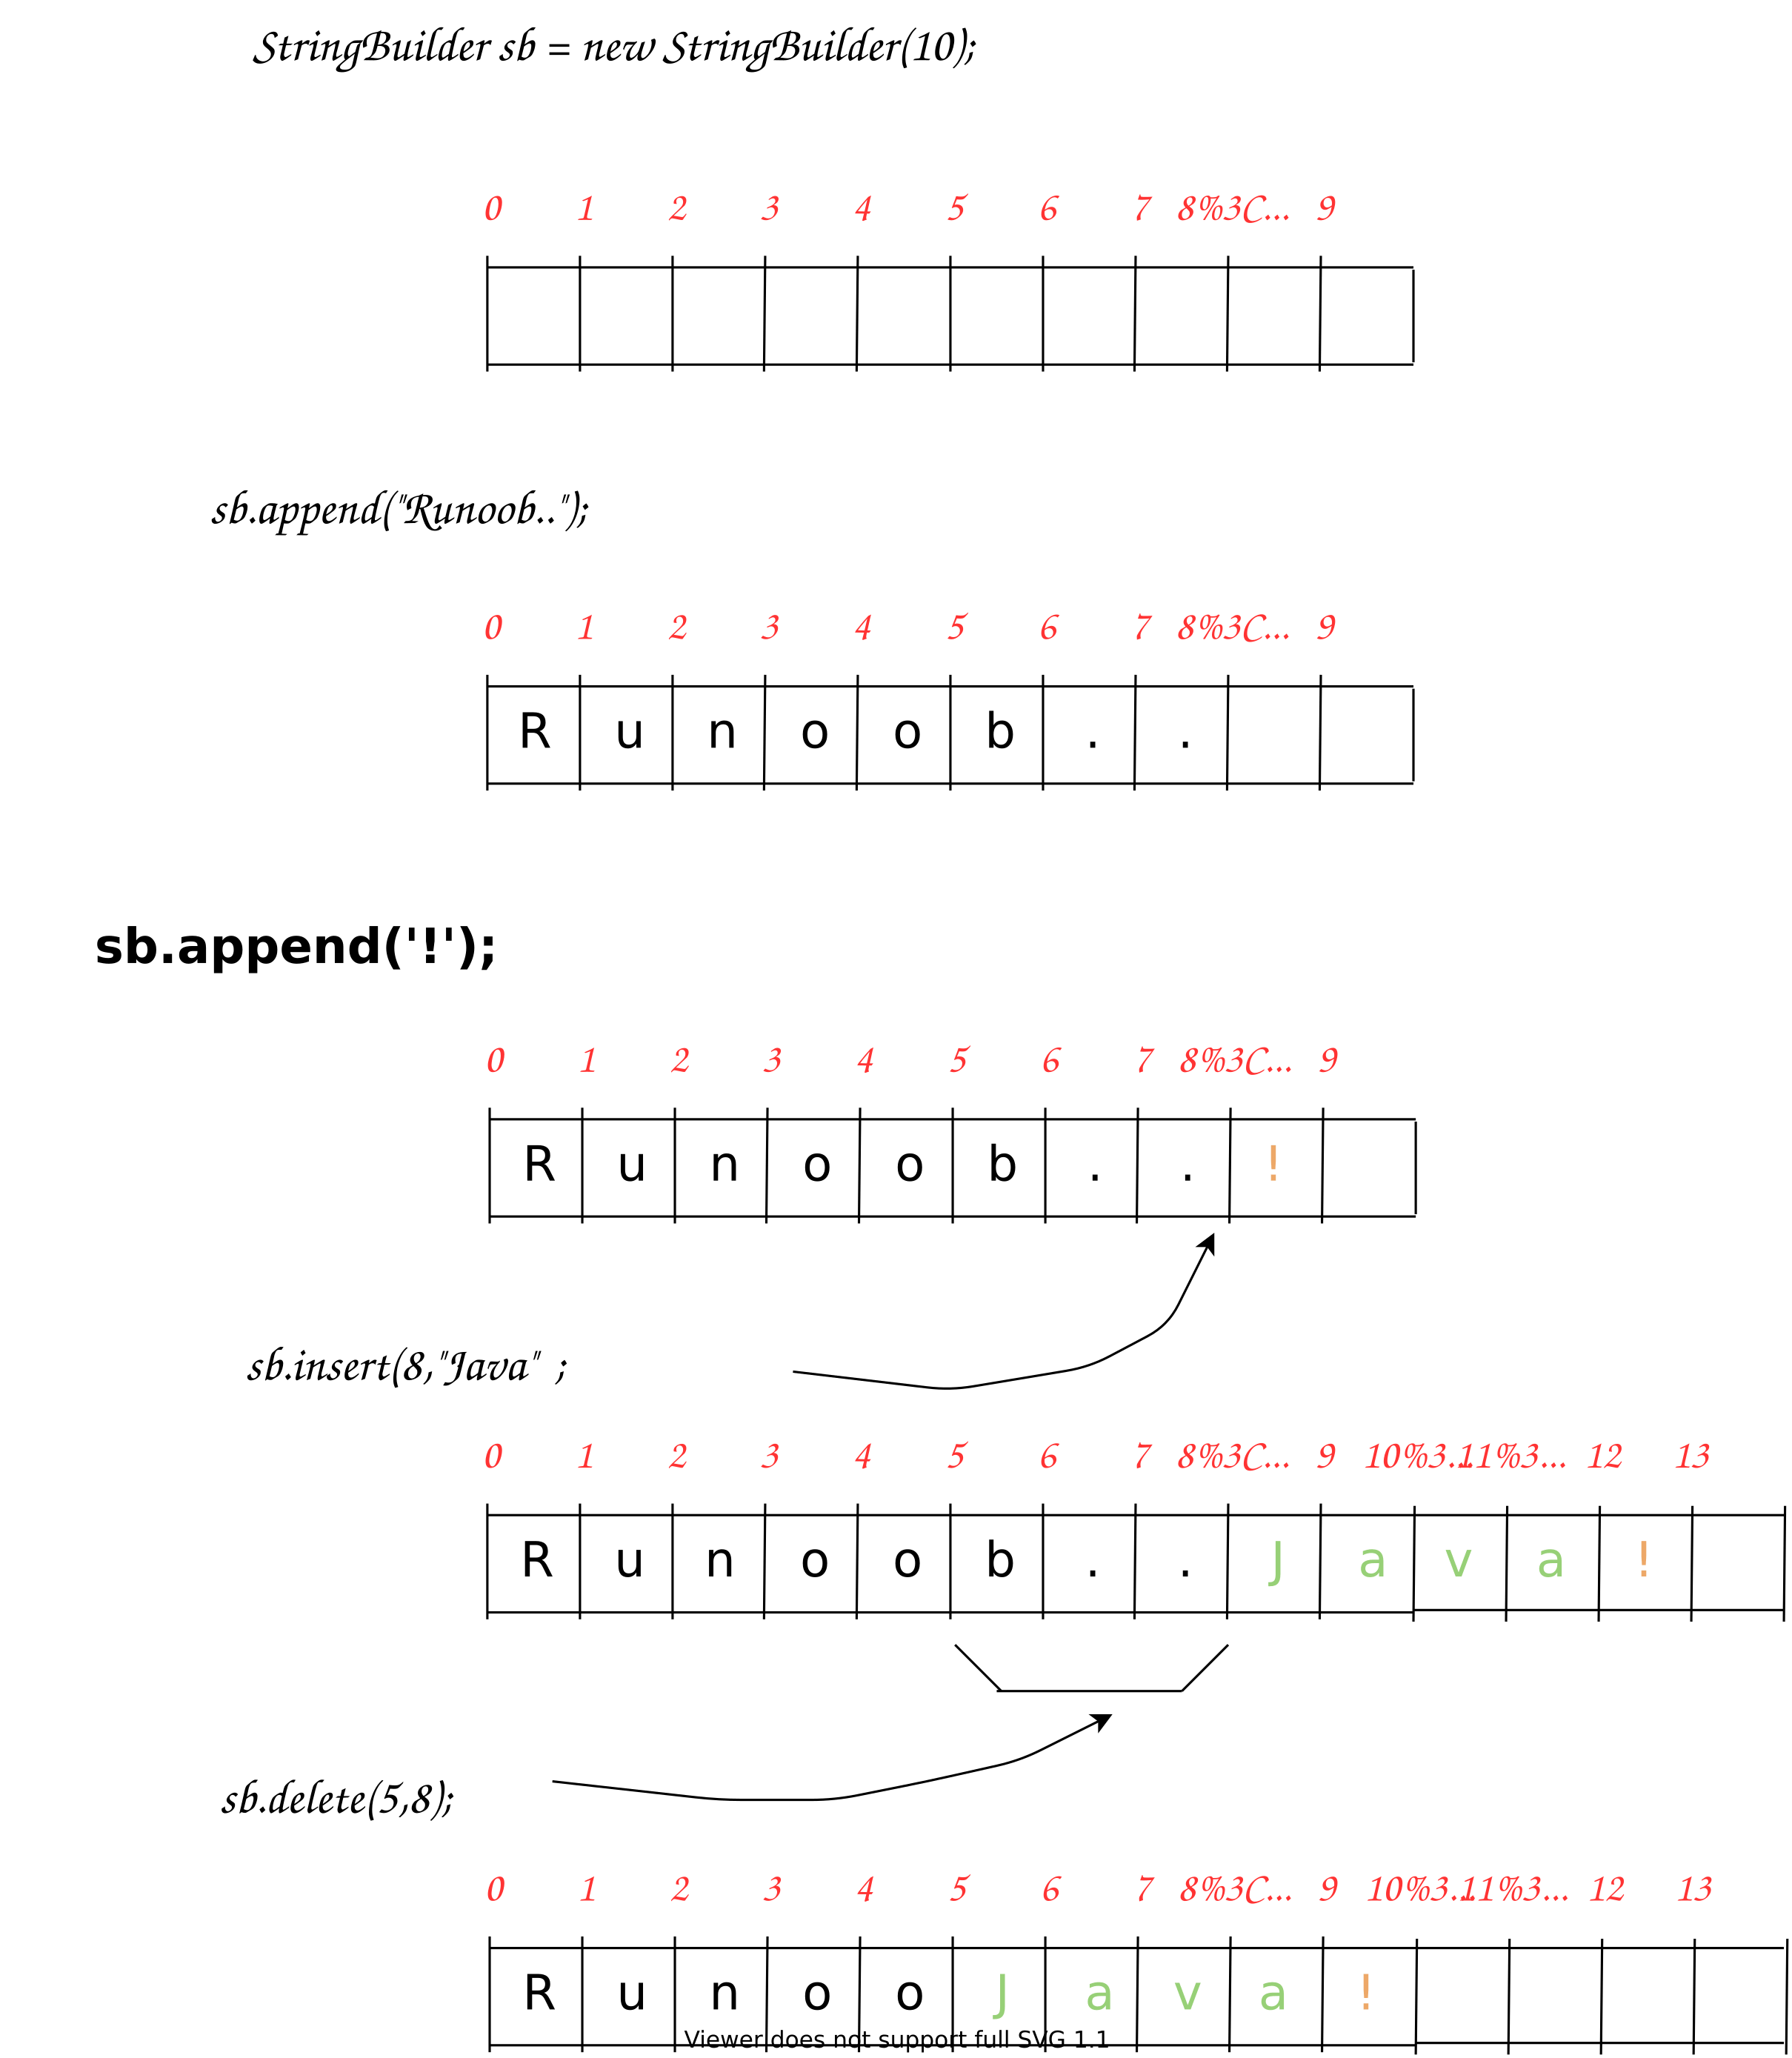 StringBuilder sb = new StringBuilder(10);
0 1 2 3 4 5 6 7 8%3C... 9
sb.append("Runoob..");
0 1 2 3 4 5 6 7 8%3C... 9
R u n o o b . .
sb.append('!');
0 1 2 3 4 5 6 7 8%3C... 9
R u n o o b . . !
sb.insert(8,"Java" ;
0 1 2 3 4 5 6 7 8%3C... 9 10%3... 11%3... 12 13
R u n o o b . . J a v a !
sb.delete(5,8);
0 1 2 3 4 5 6 7 8%3C... 9 10%3... 11%3... 12 13
R u n o o J a v a !
Viewer does not support full SVG 1.1